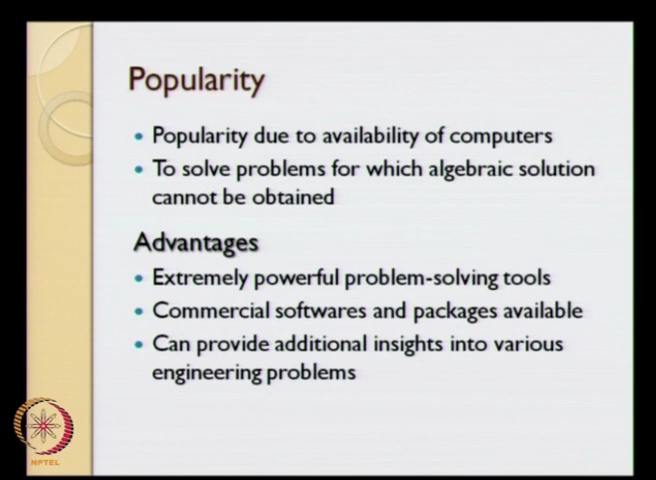 Popularity
• Popularity due to availability of computers
• To solve problems for which algebraic solution
cannot be obtained
Advantages
• Extremely powerful problem-solving tools
• Commercial softwares and packages available
• Can provide additional insights into various
engineering problems
NPTEL